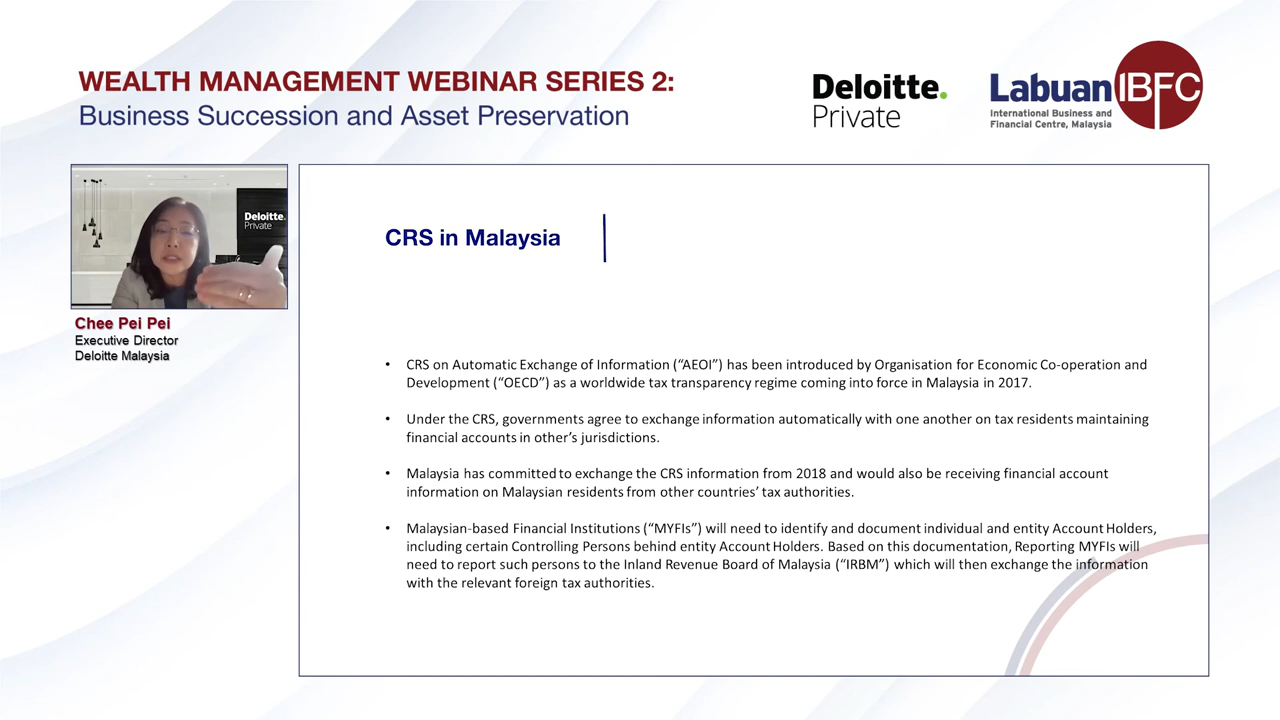 WEALTH MANAGEMENT WEBINAR SERIES 2:
Business Succession and Asset Preservation
Deloitte.
Private
Labuan IBFC
International Business and
Financial Centre, Malaysia
Deloitte.
Private
Chee Pei Pei
Executive Director
Deloitte Malaysia
CRS in Malaysia
• CRS on Automatic Exchange of Information (“AEOI”) has been introduced by Organisation for Economic Co-operation and
Development (“OECD”) as a worldwide tax transparency regime coming into force in Malaysia in 2017.
• Under the CRS, governments agree to exchange information automatically with one another on tax residents maintaining
financial accounts in other’s jurisdictions.
• Malaysia has committed to exchange the CRS information from 2018 and would also be receiving financial account
information on Malaysian residents from other countries’ tax authorities.
• Malaysian-based Financial Institutions (“MYFIs”) will need to identify and document individual and entity Account Holders,
including certain Controlling Persons behind entity Account Holders. Based on this documentation, Reporting MYFIs will
need to report such persons to the Inland Revenue Board of Malaysia (“IRBM”) which will then exchange the information
with the relevant foreign tax authorities.